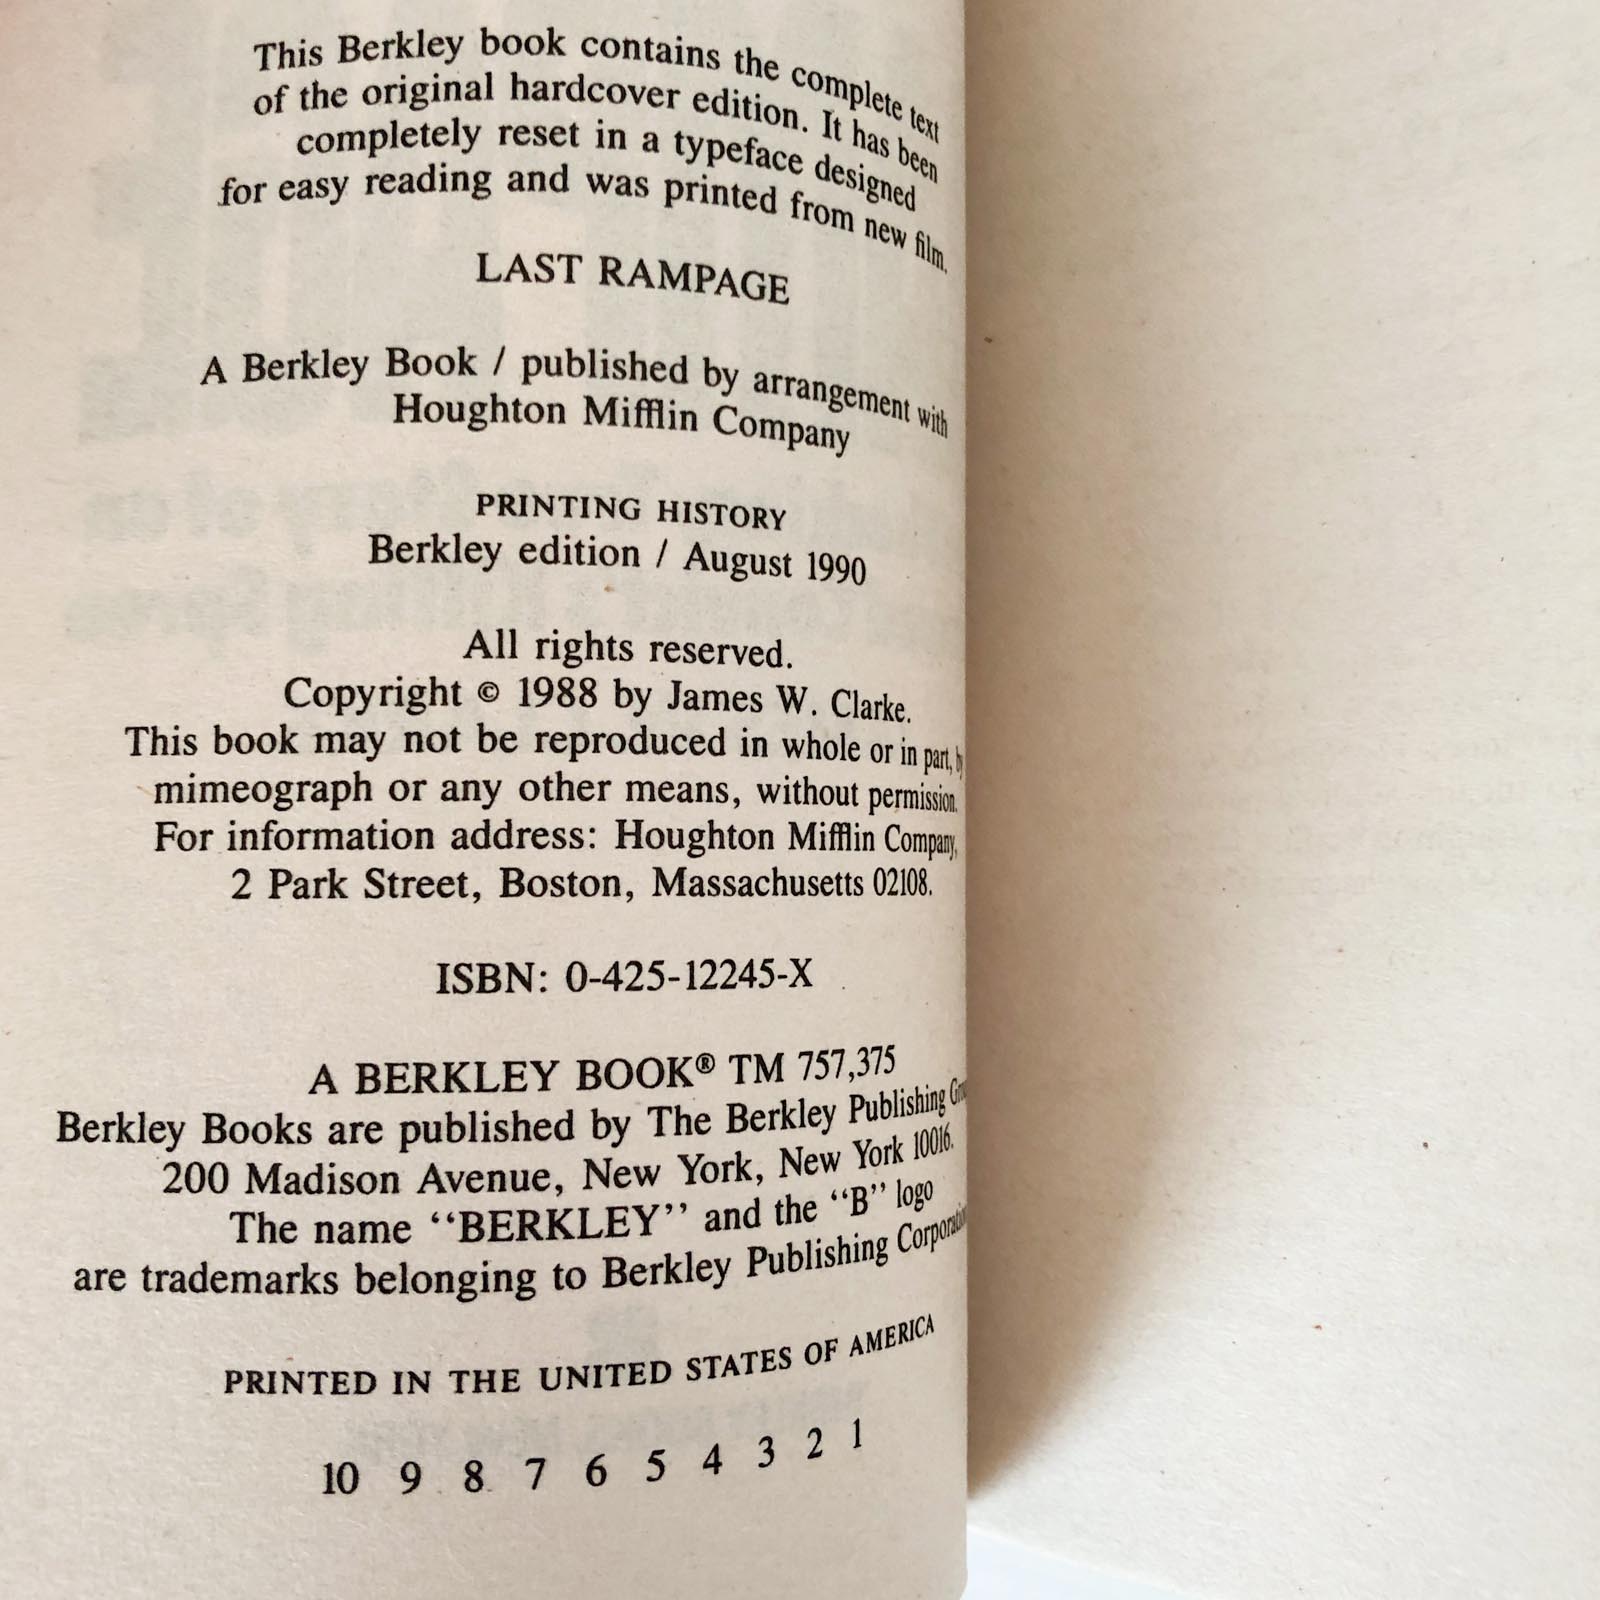 This Berkley book contains the complete text
of the original hardcover edition. It has been
completely reset in a typeface designed
for easy reading and was printed from new film.
LAST RAMPAGE
A Berkley Book / published by arrangement with
Houghton Mifflin Company
PRINTING HISTORY
Berkley edition / August 1990
All rights reserved.
Copyright © 1988 by James W. Clarke.
This book may not be reproduced in whole or in part, by
mimeograph or any other means, without permission.
For information address: Houghton Mifflin Company,
2 Park Street, Boston, Massachusetts 02108.
ISBN: 0-425-12245-X
A BERKLEY BOOK® TM 757,375
Berkley Books are published by The Berkley Publishing
200 Madison Avenue, New York, New York 10016.
The name ‘‘BERKLEY’’ and the ‘‘B’’ logo
are trademarks belonging to Berkley Publishing
PRINTED IN THE UNITED STATES OF AMERICA
10 9 8 7 6 5 4 3 2 1